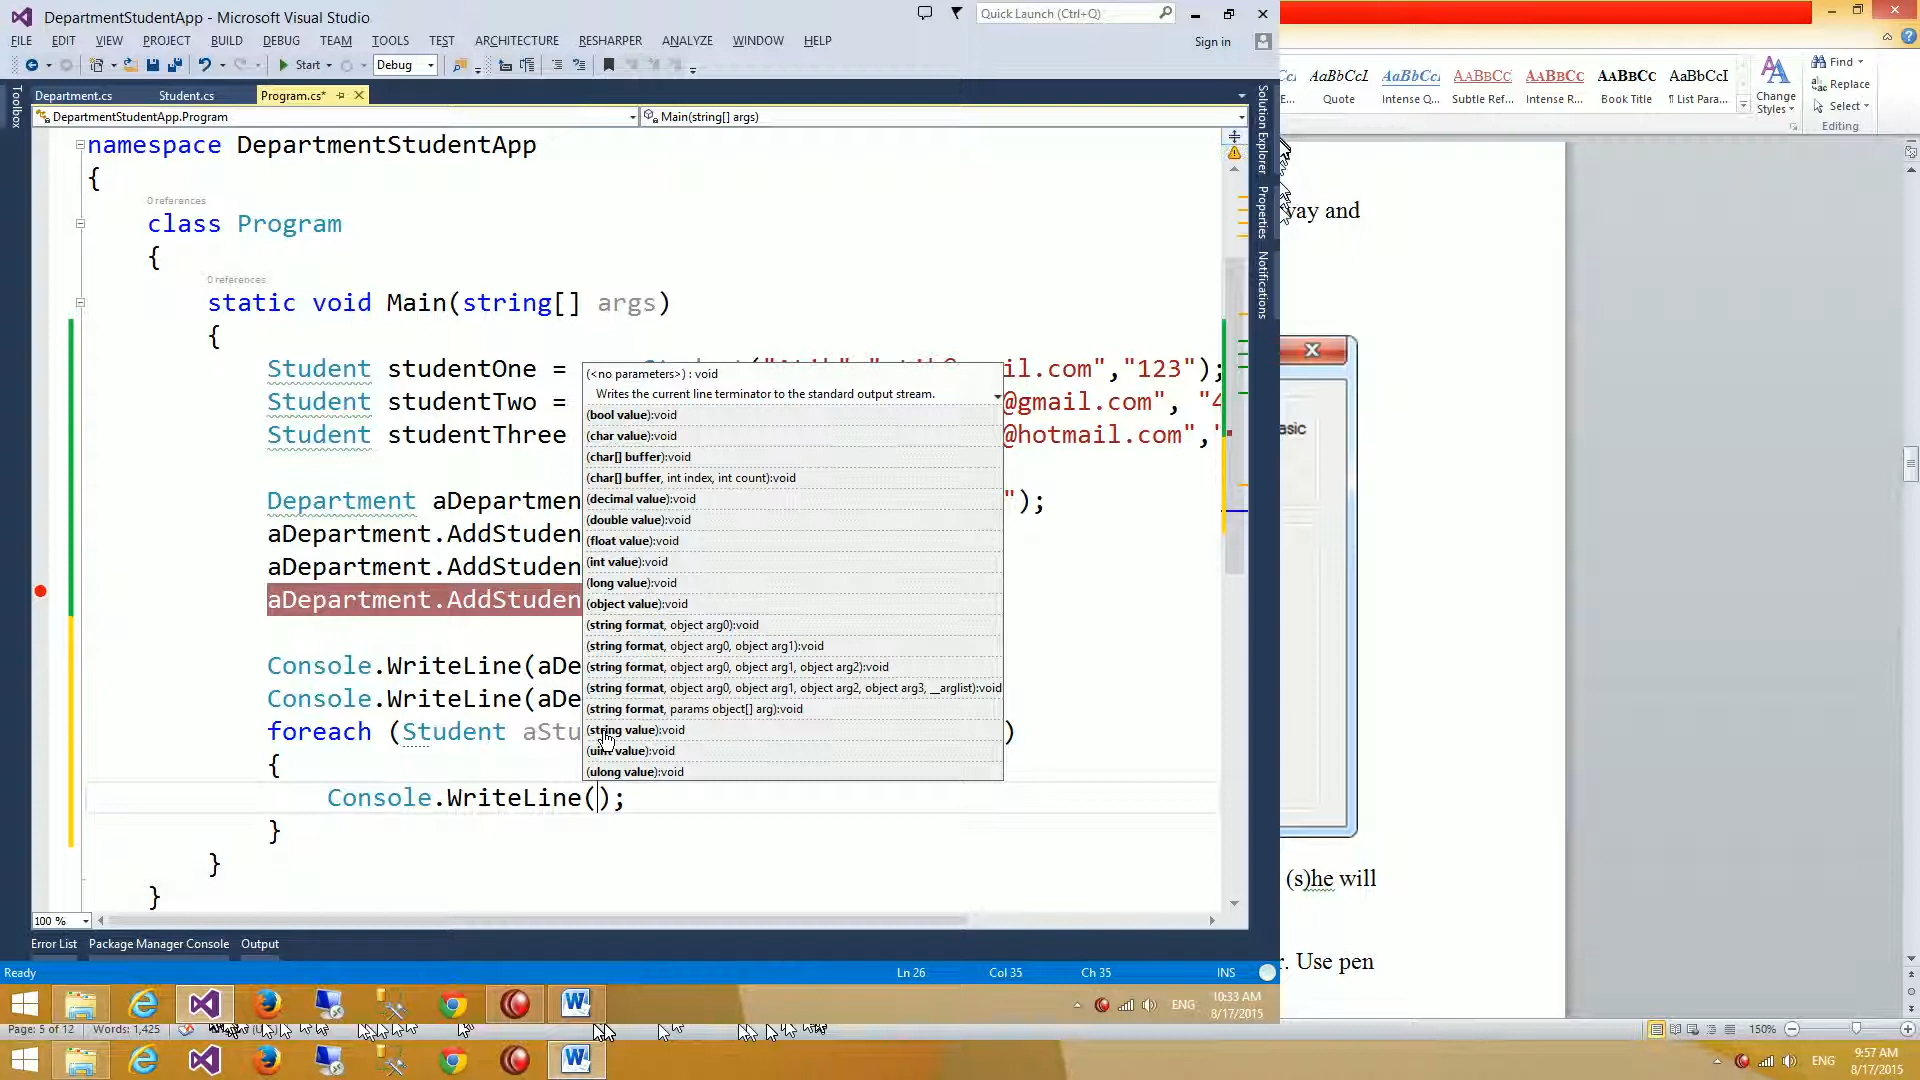 DepartmentStudentApp - Microsoft Visual Studio
Quick Launch (Ctrl+Q)
FILE EDIT VIEW PROJECT BUILD DEBUG TEAM TOOLS TEST ARCHITECTURE RESHARPER ANALYZE WINDOW HELP
Sign in
Start
Debug
Department.cs Student.cs Program.cs*
DepartmentStudentApp.Program
Main(string[] args)
Toolbox
Solution Explorer
Properties
Notifications
namespace DepartmentStudentApp
{
0 references
class Program
{
0 references
static void Main(string[] args)
{
Student studentOne = il.com","123");
Student studentTwo = @gmail.com", "4
Student studentThree @hotmail.com","
Department aDepartmen ");
aDepartment.AddStuden
aDepartment.AddStuden
aDepartment.AddStuden
Console.WriteLine(aDe
Console.WriteLine(aDe
foreach (Student aStu )
{
Console.WriteLine();
}
}
}
(<no parameters>) : void
Writes the current line terminator to the standard output stream.
(bool value):void
(char value):void
(char[] buffer):void
(char[] buffer, int index, int count):void
(decimal value):void
(double value):void
(float value):void
(int value):void
(long value):void
(object value):void
(string format, object arg0):void
(string format, object arg0, object arg1):void
(string format, object arg0, object arg1, object arg2):void
(string format, object arg0, object arg1, object arg2, object arg3, __arglist):void
(string format, params object[] arg):void
(string value):void
(uint value):void
(ulong value):void
100 %
Error List Package Manager Console Output
Ready
Ln 26 Col 35 Ch 35 INS
ENG
10:33 AM
8/17/2015
AaBbCcI AaBbCcI AABBCC AABBCC AABBCC AaBbCcI
E... Quote Intense Q... Subtle Ref... Intense R... Book Title ¶ List Para...
Change
Styles
Find
Replace
Select
Editing
way and
asic
(s)he will
r. Use pen
Page: 5 of 12 Words: 1,425
150%
ENG
9:57 AM
8/17/2015